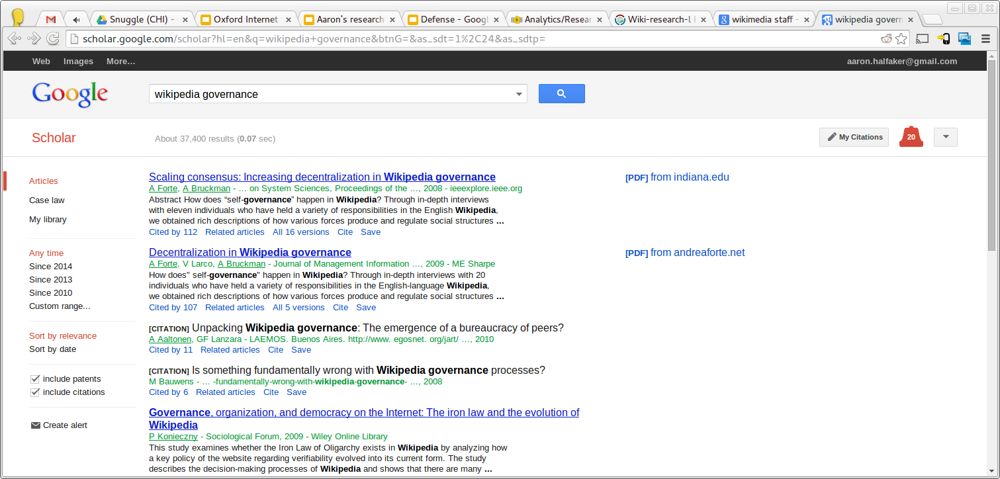 Snuggle (CHI) -
Oxford Internet
Aaron's research
Defense - Googl
Analytics/Resear
Wiki-research-l
wikimedia staff -
wikipedia govern
scholar.google.com/scholar?hl=en&q=wikipedia+governance&btnG=&as_sdt=1%2C24&as_sdtp=
Web Images More… aaron.halfaker@gmail.com
Google
wikipedia governance
Scholar
About 37,400 results (0.07 sec)
My Citations
20
Articles
Case law
My library
Any time
Since 2014
Since 2013
Since 2010
Custom range...
Sort by relevance
Sort by date
include patents
include citations
Create alert
Scaling consensus: Increasing decentralization in Wikipedia governance
A Forte, A Bruckman - … on System Sciences, Proceedings of the …, 2008 - ieeexplore.ieee.org
Abstract How does “self-governance” happen in Wikipedia? Through in-depth interviews
with eleven individuals who have held a variety of responsibilities in the English Wikipedia,
we obtained rich descriptions of how various forces produce and regulate social structures ...
Cited by 112 Related articles All 16 versions Cite Save
[PDF] from indiana.edu
Decentralization in Wikipedia governance
A Forte, V Larco, A Bruckman - Journal of Management Information …, 2009 - ME Sharpe
How does" self-governance" happen in Wikipedia? Through in-depth interviews with 20
individuals who have held a variety of responsibilities in the English-language Wikipedia,
we obtained rich descriptions of how various forces produce and regulate social structures ...
Cited by 107 Related articles All 5 versions Cite Save
[PDF] from andreaforte.net
[CITATION] Unpacking Wikipedia governance: The emergence of a bureaucracy of peers?
A Aaltonen, GF Lanzara - LAEMOS. Buenos Aires. http://www. egosnet. org/jart/ …, 2010
Cited by 11 Related articles Cite Save
[CITATION] Is something fundamentally wrong with Wikipedia governance processes?
M Bauwens - … -fundamentally-wrong-with-wikipedia-governance- …, 2008
Cited by 6 Related articles Cite Save
Governance, organization, and democracy on the Internet: The iron law and the evolution of
Wikipedia
P Konieczny - Sociological Forum, 2009 - Wiley Online Library
This study examines whether the Iron Law of Oligarchy exists in Wikipedia by analyzing how
a key policy of the website regarding verifiability evolved into its current form. The study
describes the decision-making processes of Wikipedia and shows that there are many ...